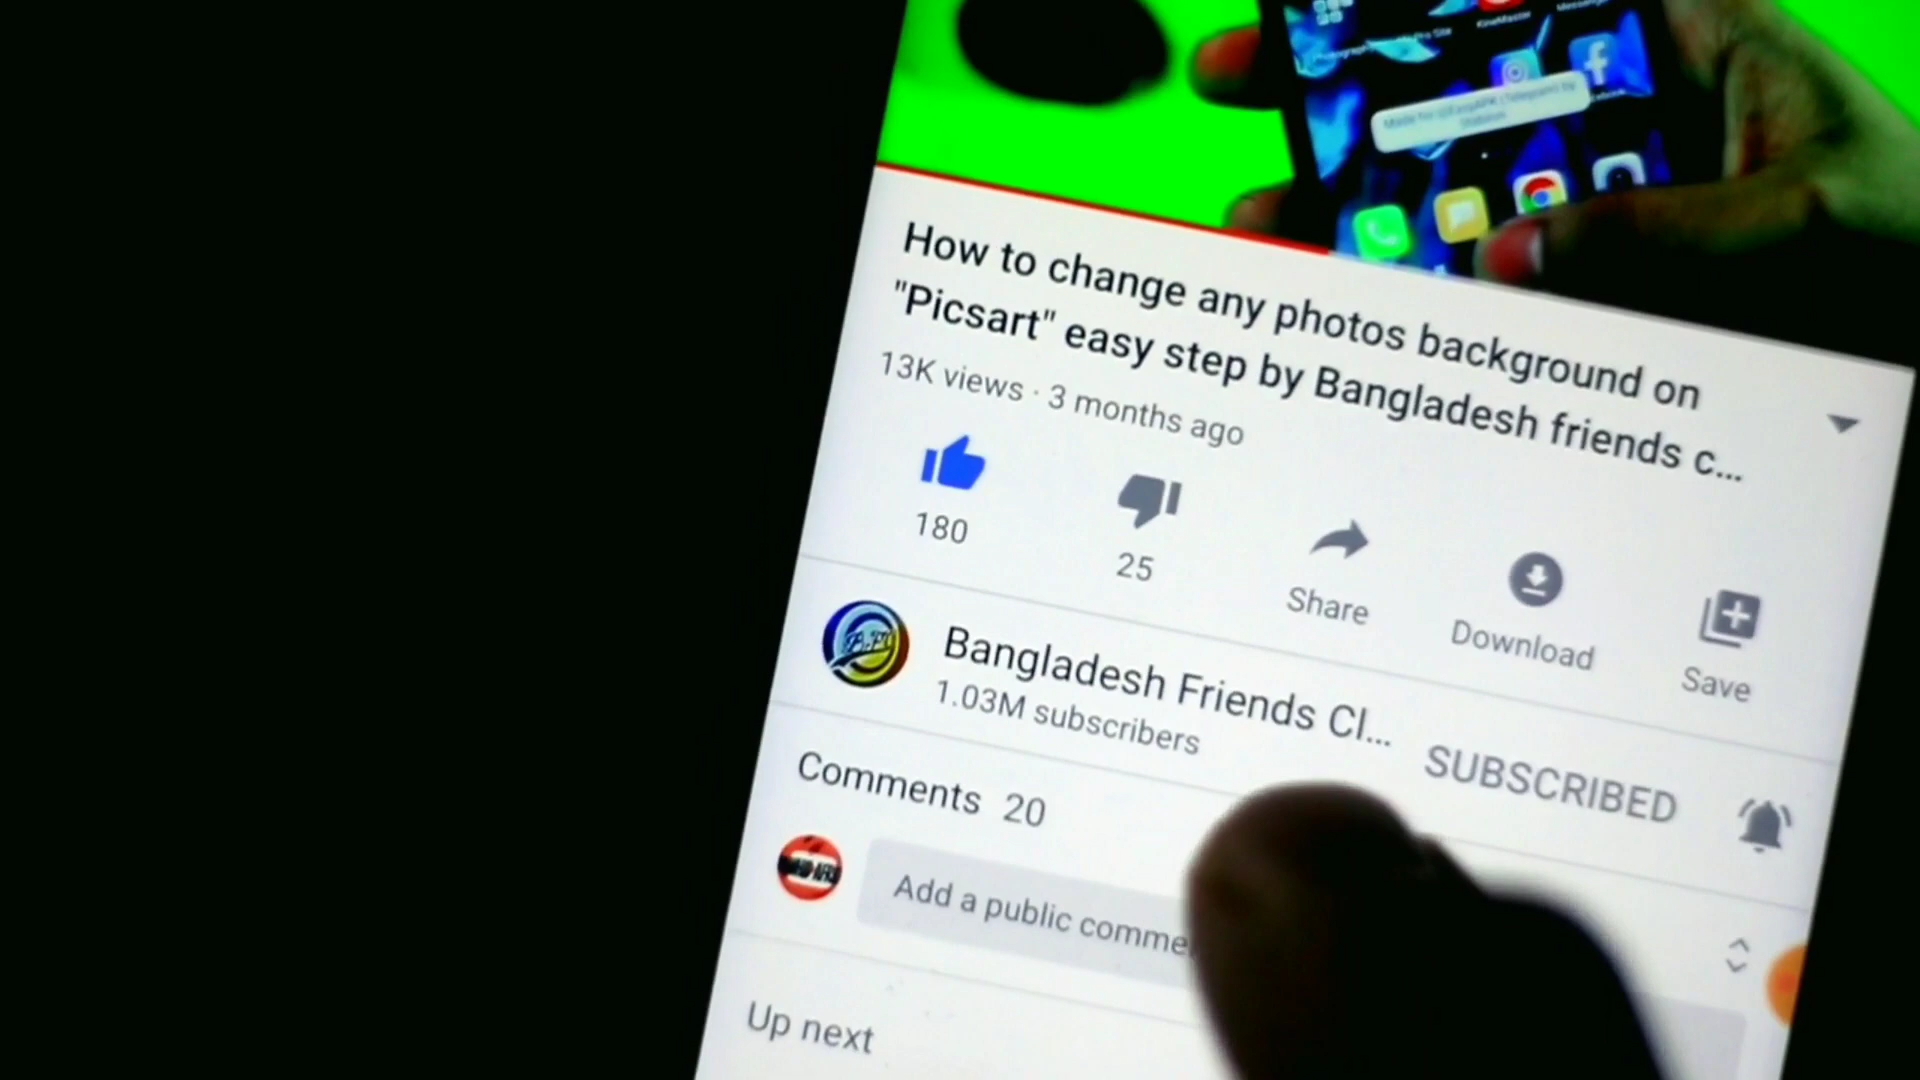 KineMaster
How to change any photos background on
"Picsart" easy step by Bangladesh friends c...
13K views · 3 months ago
180
25
Share
Download
Save
Bangladesh Friends Cl...
1.03M subscribers
SUBSCRIBED
Comments 20
Add a public comme
Up next